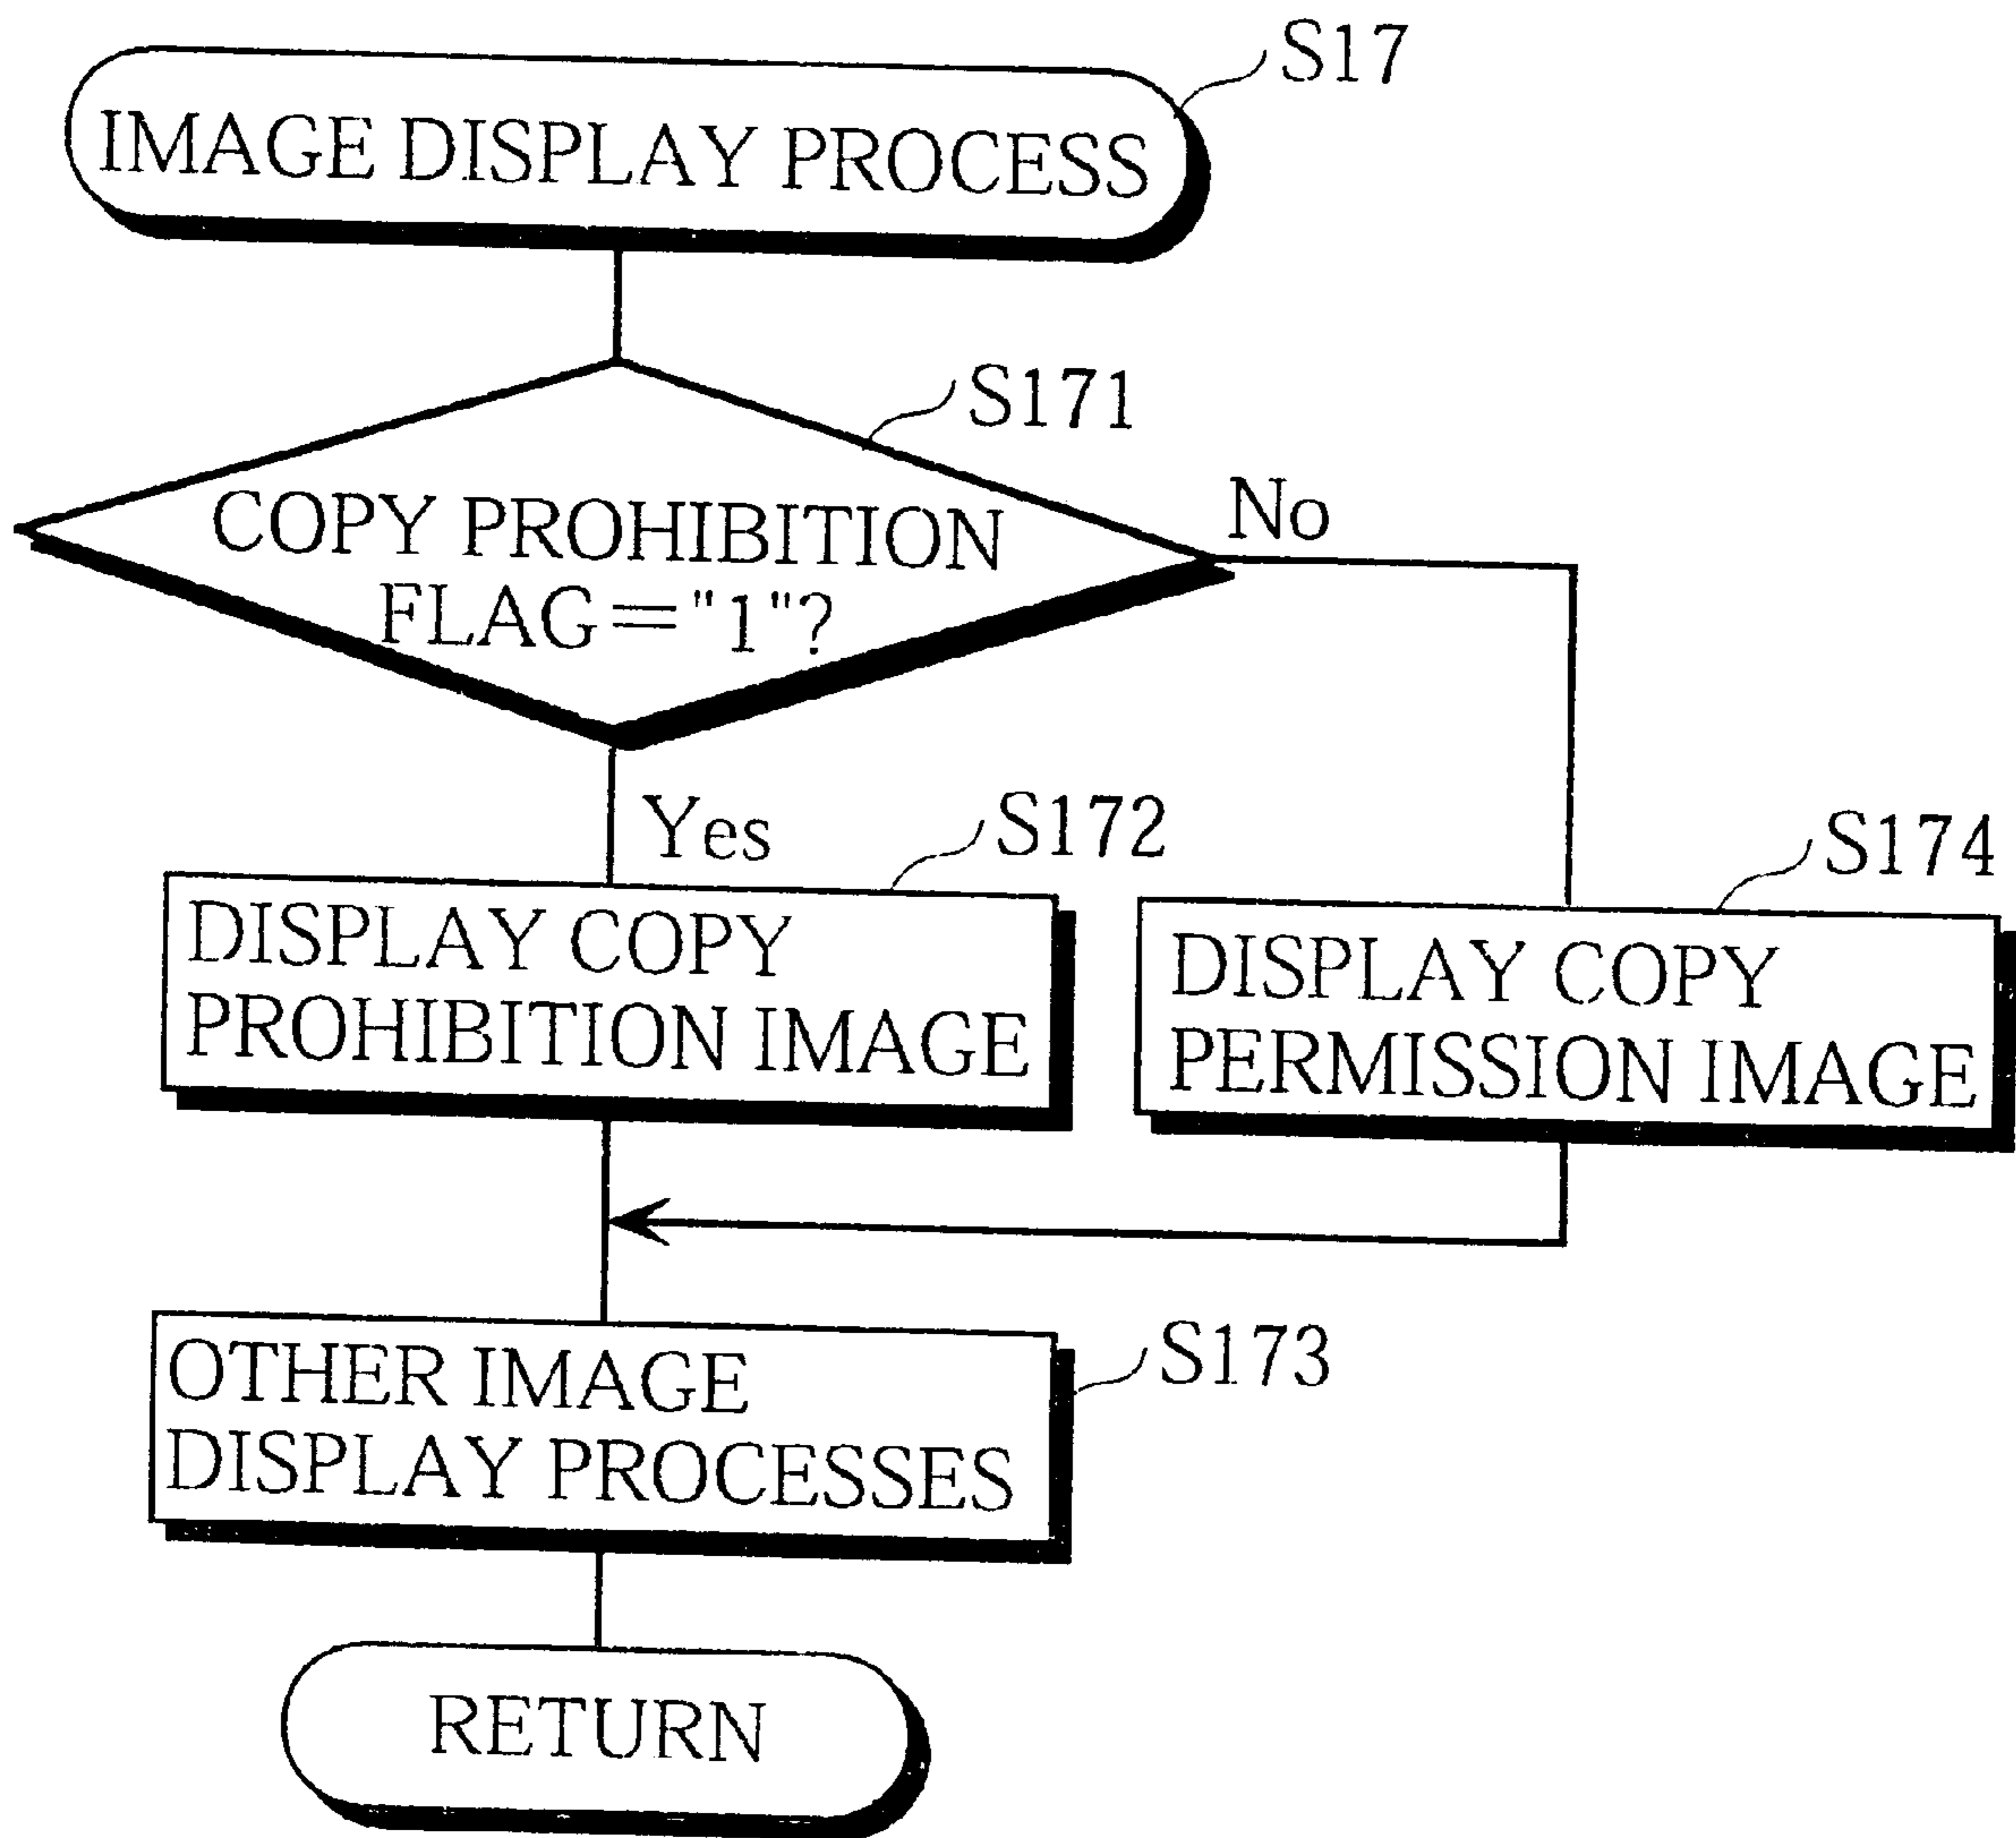 S17
IMAGE DISPLAY PROCESS
S171
COPY PROHIBITION
FLAG="1"?
No
Yes
S172
DISPLAY COPY
PROHIBITION IMAGE
S174
DISPLAY COPY
PERMISSION IMAGE
S173
OTHER IMAGE
DISPLAY PROCESSES
RETURN